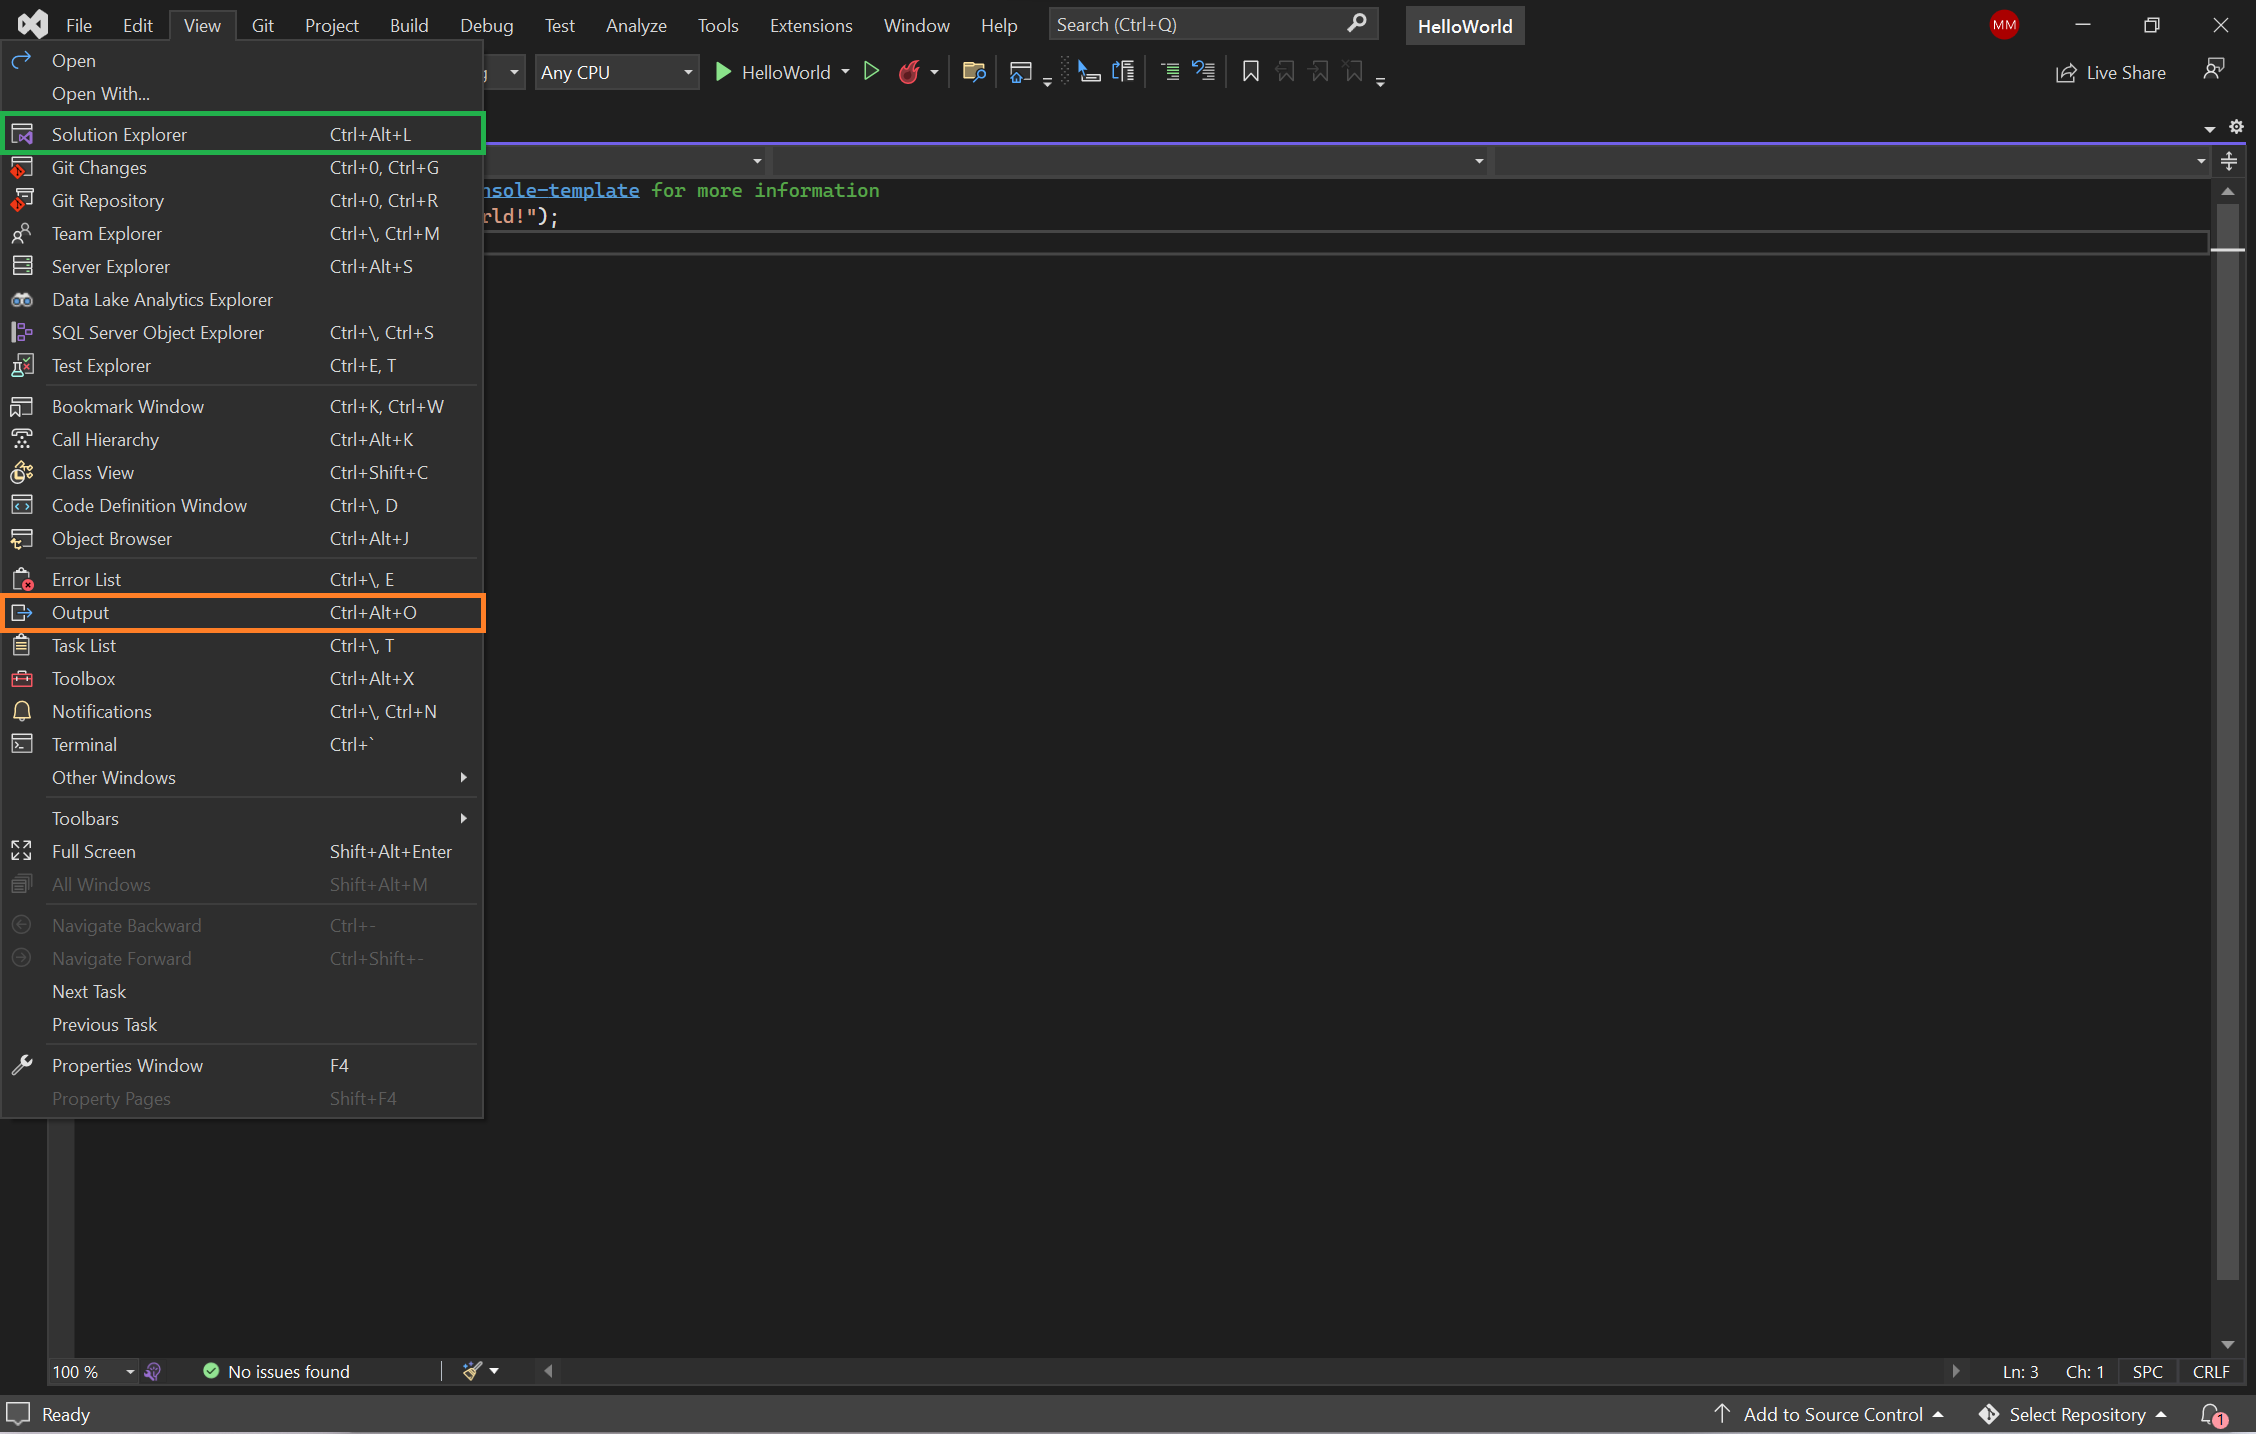 File Edit View Git Project Build Debug Test Analyze Tools Extensions Window Help Search (Ctrl+Q) HelloWorld MM
Any CPU HelloWorld Live Share
Open
Open With...
Solution Explorer Ctrl+Alt+L
Git Changes Ctrl+0, Ctrl+G
Git Repository Ctrl+0, Ctrl+R
Team Explorer Ctrl+\, Ctrl+M
Server Explorer Ctrl+Alt+S
Data Lake Analytics Explorer
SQL Server Object Explorer Ctrl+\, Ctrl+S
Test Explorer Ctrl+E, T
Bookmark Window Ctrl+K, Ctrl+W
Call Hierarchy Ctrl+Alt+K
Class View Ctrl+Shift+C
Code Definition Window Ctrl+\, D
Object Browser Ctrl+Alt+J
Error List Ctrl+\, E
Output Ctrl+Alt+O
Task List Ctrl+\, T
Toolbox Ctrl+Alt+X
Notifications Ctrl+\, Ctrl+N
Terminal Ctrl+`
Other Windows
Toolbars
Full Screen Shift+Alt+Enter
All Windows Shift+Alt+M
Navigate Backward Ctrl+-
Navigate Forward Ctrl+Shift+-
Next Task
Previous Task
Properties Window F4
Property Pages Shift+F4
nsole-template for more information
rld!");
100 % No issues found Ln: 3 Ch: 1 SPC CRLF
Ready Add to Source Control Select Repository 1